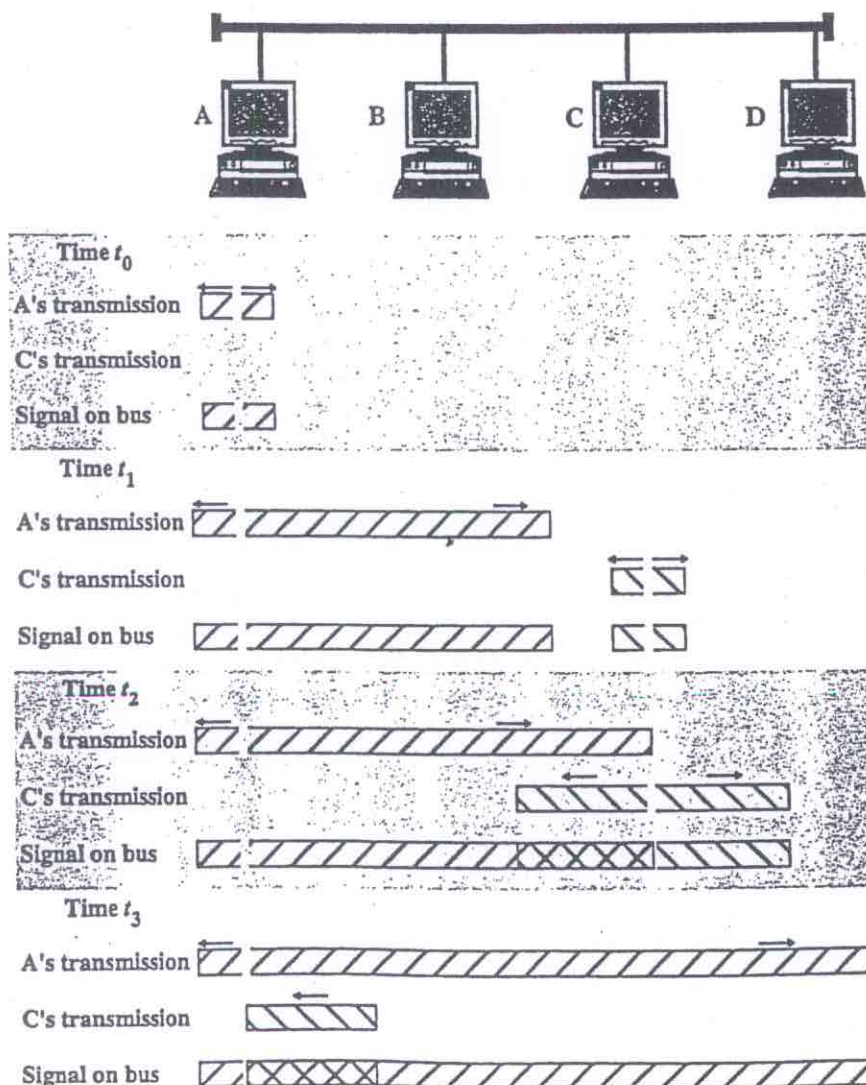 A B C D
Time t0
A's transmission
C's transmission
Signal on bus
Time t1
A's transmission
C's transmission
Signal on bus
Time t2
A's transmission
C's transmission
Signal on bus
Time t3
A's transmission
C's transmission
Signal on bus